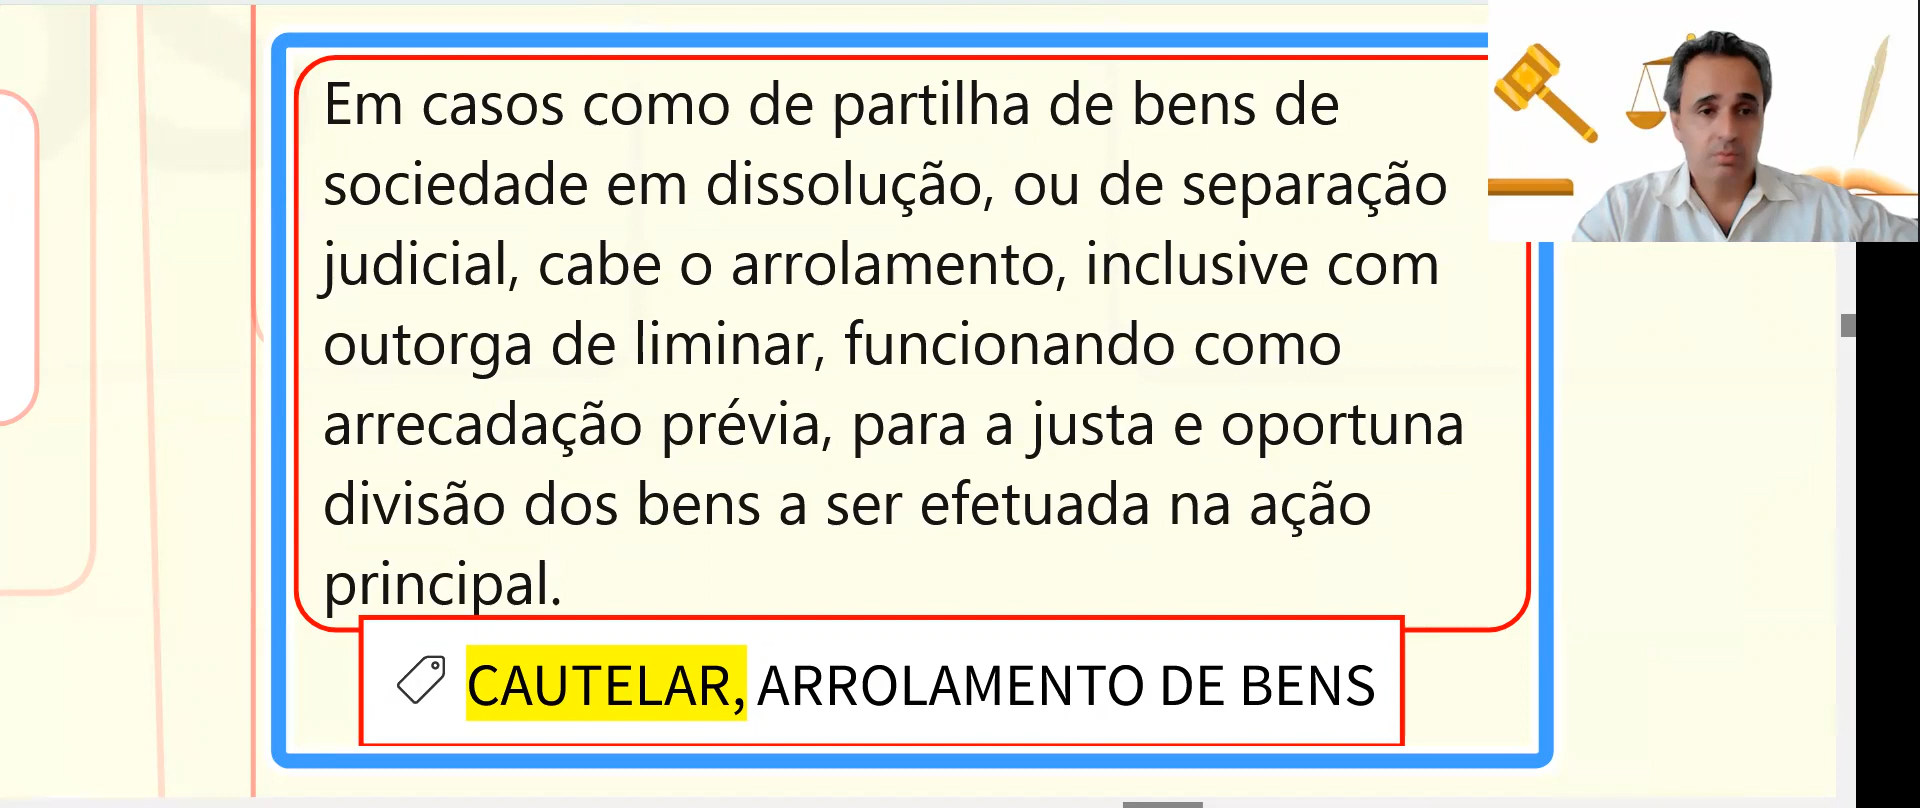 Em casos como de partilha de bens de
sociedade em dissolução, ou de separação
judicial, cabe o arrolamento, inclusive com
outorga de liminar, funcionando como
arrecadação prévia, para a justa e oportuna
divisão dos bens a ser efetuada na ação
principal.
CAUTELAR, ARROLAMENTO DE BENS